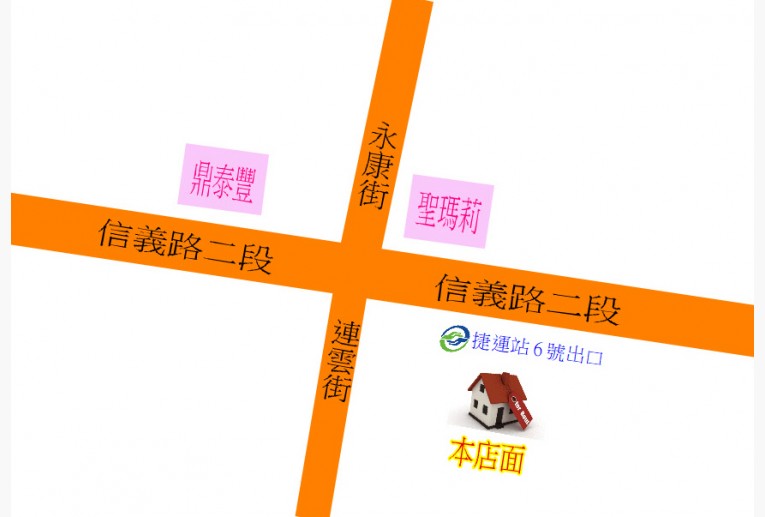 永康街
鼎泰豐
聖瑪莉
信義路二段
信義路二段
連雲街
捷運站6號出口
本店面